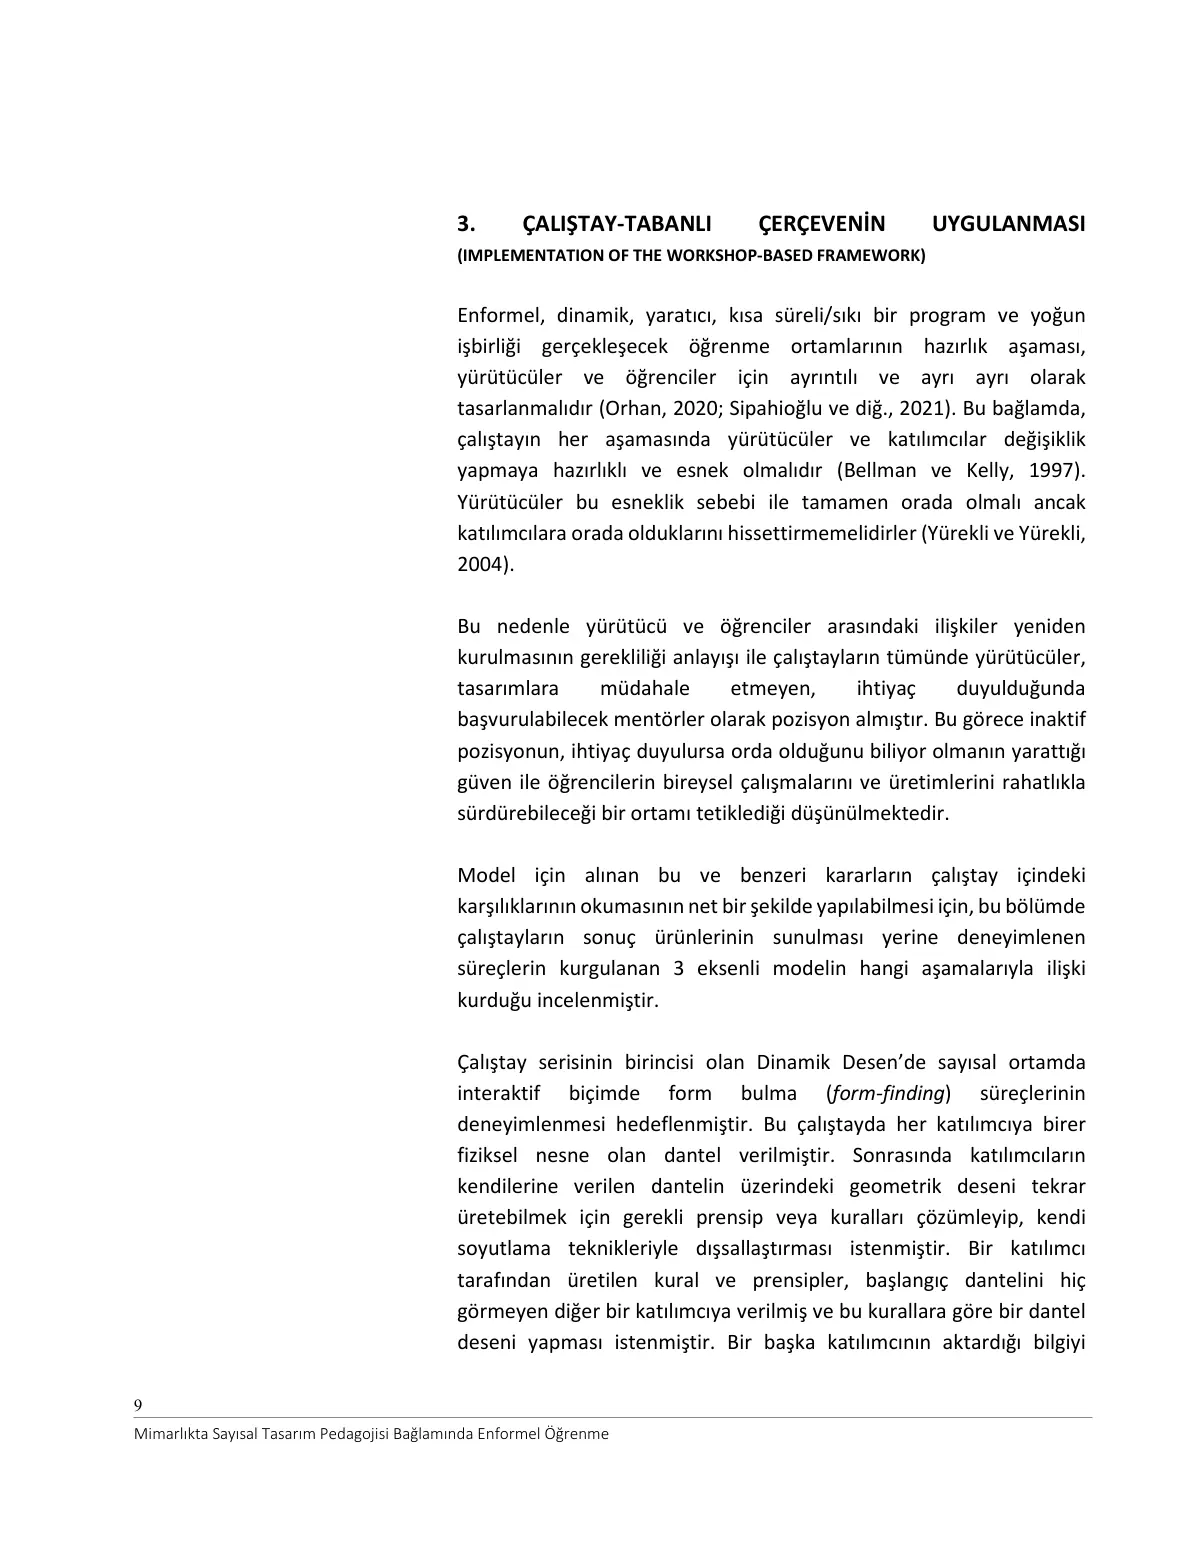 3. ÇALIŞTAY-TABANLI ÇERÇEVENİN UYGULANMASI
(IMPLEMENTATION OF THE WORKSHOP-BASED FRAMEWORK)
Enformel, dinamik, yaratıcı, kısa süreli/sıkı bir program ve yoğun
işbirliği gerçekleşecek öğrenme ortamlarının hazırlık aşaması,
yürütücüler ve öğrenciler için ayrıntılı ve ayrı ayrı olarak
tasarlanmalıdır (Orhan, 2020; Sipahioğlu ve diğ., 2021). Bu bağlamda,
çalıştayın her aşamasında yürütücüler ve katılımcılar değişiklik
yapmaya hazırlıklı ve esnek olmalıdır (Bellman ve Kelly, 1997).
Yürütücüler bu esneklik sebebi ile tamamen orada olmalı ancak
katılımcılara orada olduklarını hissettirmemelidirler (Yürekli ve Yürekli,
2004).
Bu nedenle yürütücü ve öğrenciler arasındaki ilişkiler yeniden
kurulmasının gerekliliği anlayışı ile çalıştayların tümünde yürütücüler,
tasarımlara müdahale etmeyen, ihtiyaç duyulduğunda
başvurulabilecek mentörler olarak pozisyon almıştır. Bu görece inaktif
pozisyonun, ihtiyaç duyulursa orda olduğunu biliyor olmanın yarattığı
güven ile öğrencilerin bireysel çalışmalarını ve üretimlerini rahatlıkla
sürdürebileceği bir ortamı tetiklediği düşünülmektedir.
Model için alınan bu ve benzeri kararların çalıştay içindeki
karşılıklarının okumasının net bir şekilde yapılabilmesi için, bu bölümde
çalıştayların sonuç ürünlerinin sunulması yerine deneyimlenen
süreçlerin kurgulanan 3 eksenli modelin hangi aşamalarıyla ilişki
kurduğu incelenmiştir.
Çalıştay serisinin birincisi olan Dinamik Desen’de sayısal ortamda
interaktif biçimde form bulma (form-finding) süreçlerinin
deneyimlenmesi hedeflenmiştir. Bu çalıştayda her katılımcıya birer
fiziksel nesne olan dantel verilmiştir. Sonrasında katılımcıların
kendilerine verilen dantelin üzerindeki geometrik deseni tekrar
üretebilmek için gerekli prensip veya kuralları çözümleyip, kendi
soyutlama teknikleriyle dışsallaştırması istenmiştir. Bir katılımcı
tarafından üretilen kural ve prensipler, başlangıç dantelini hiç
görmeyen diğer bir katılımcıya verilmiş ve bu kurallara göre bir dantel
deseni yapması istenmiştir. Bir başka katılımcının aktardığı bilgiyi
9
Mimarlıkta Sayısal Tasarım Pedagojisi Bağlamında Enformel Öğrenme